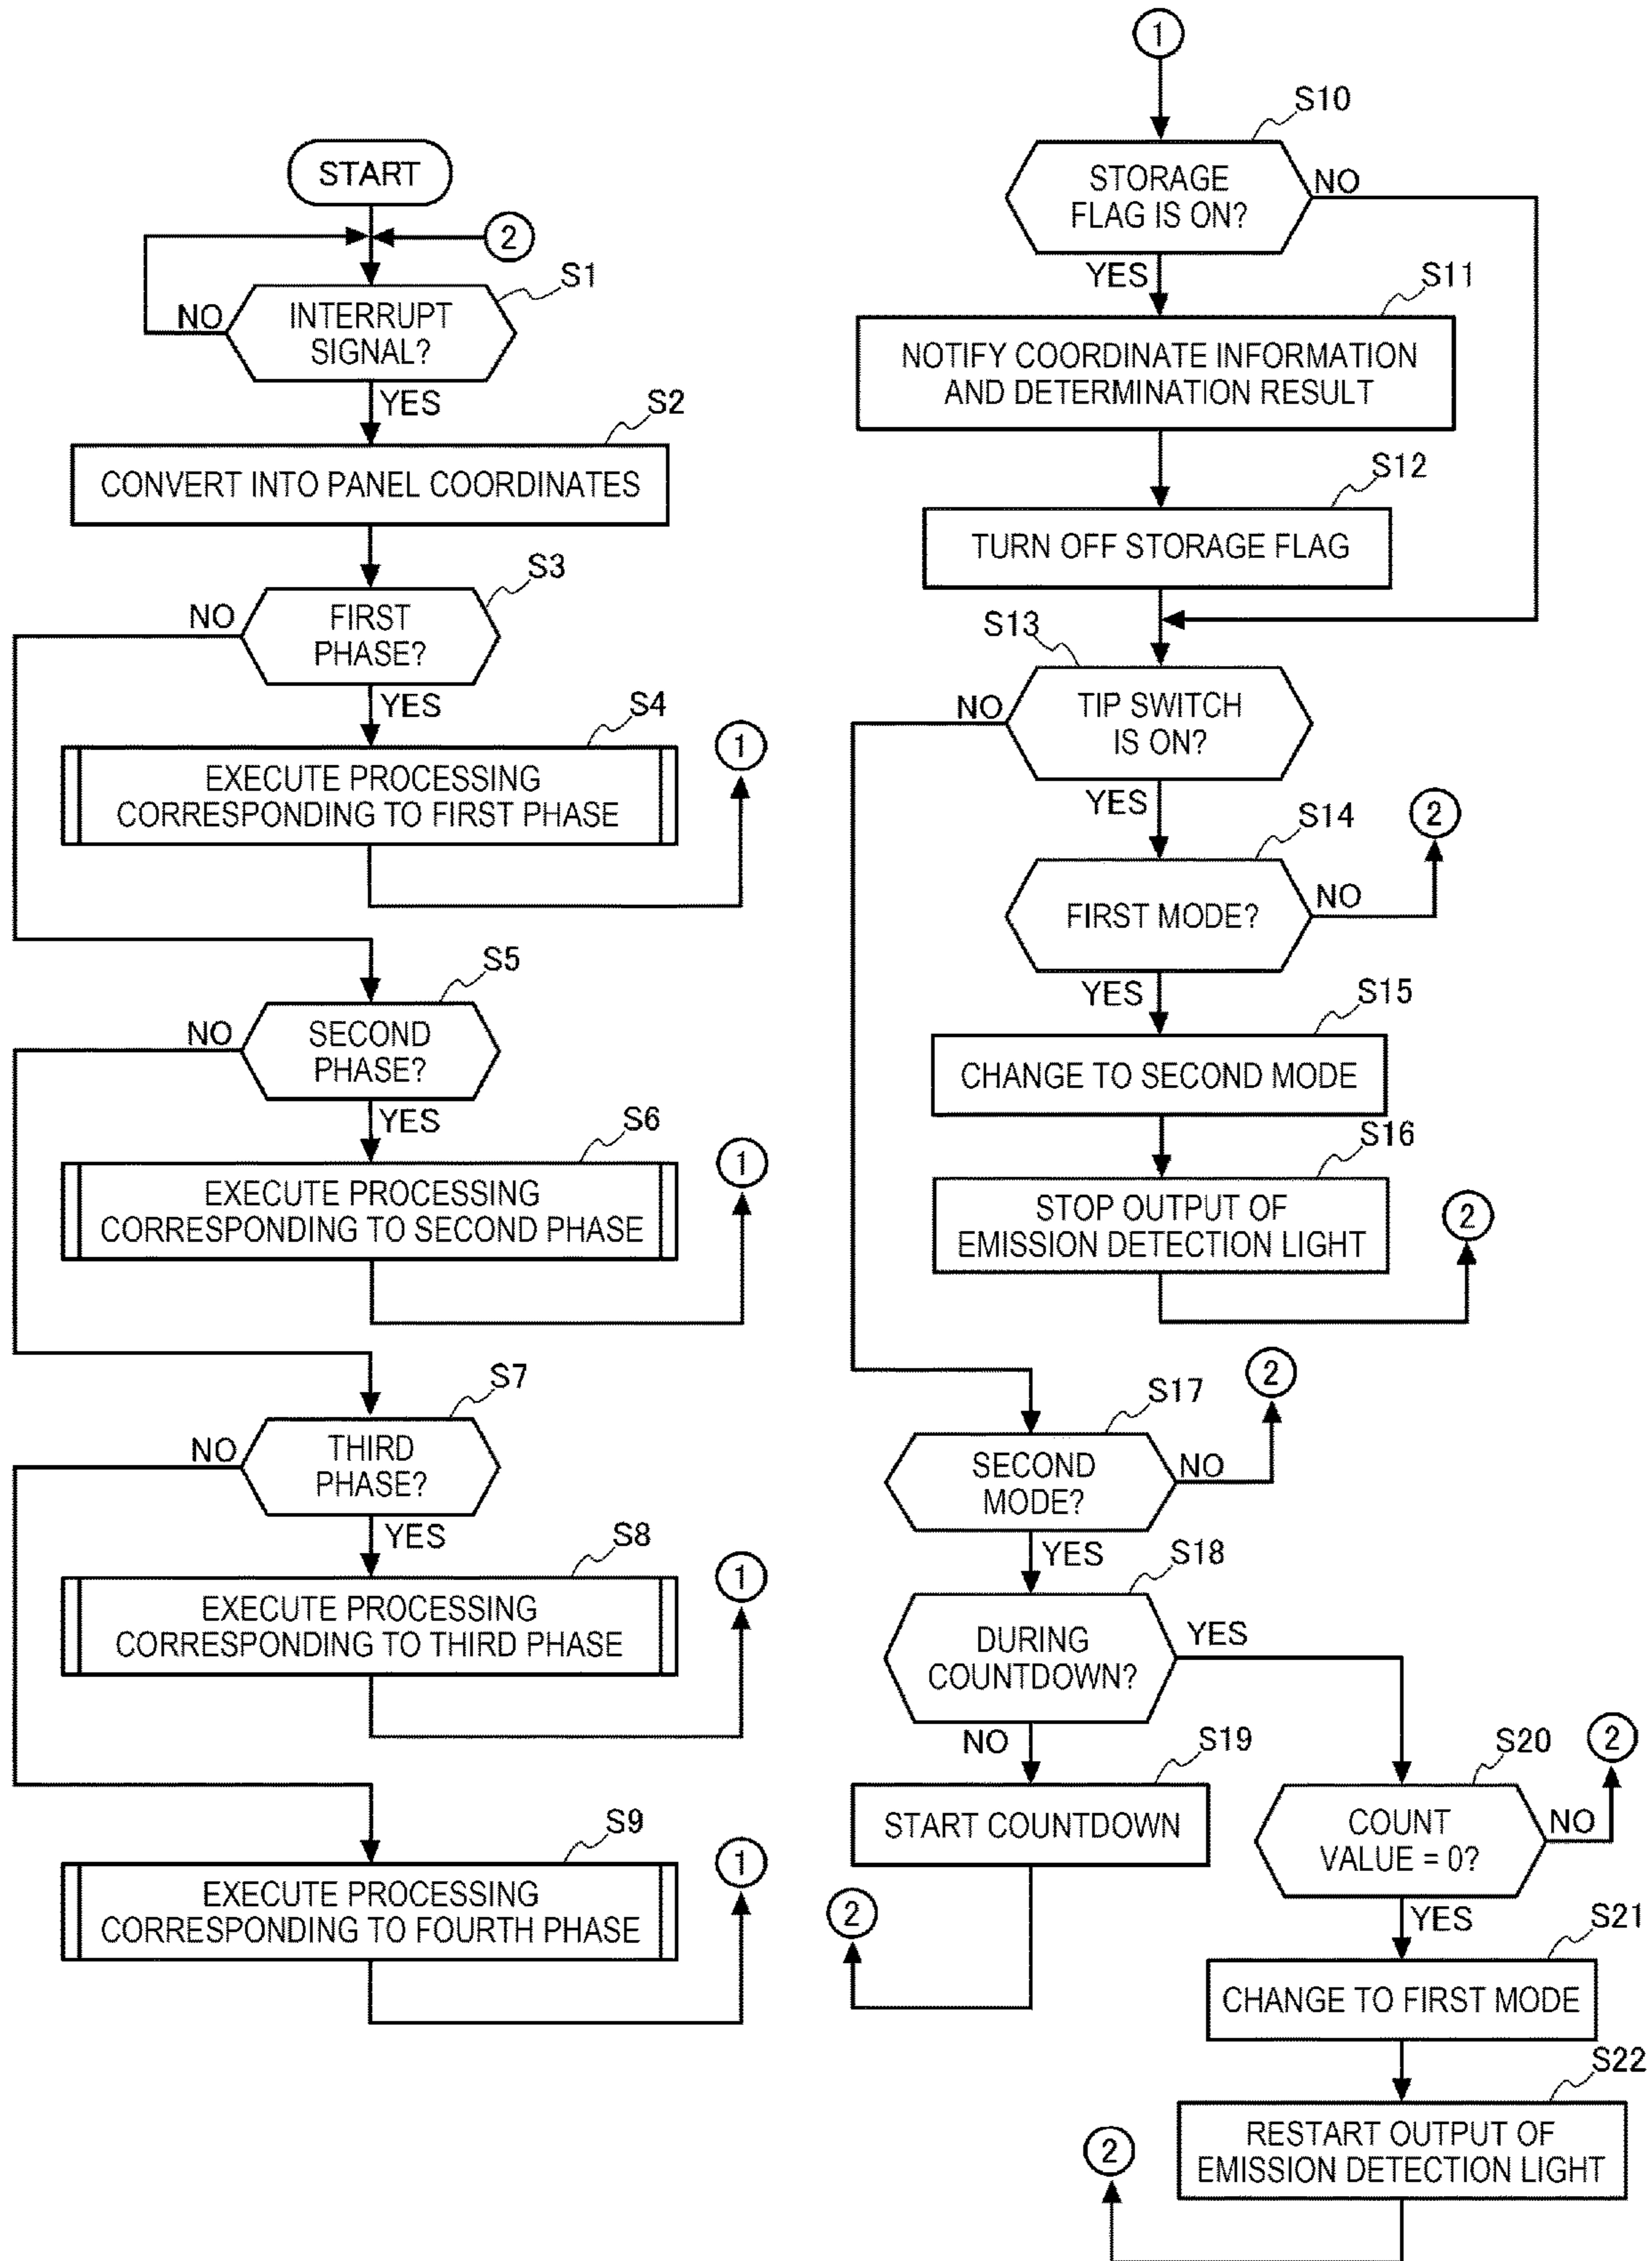 START
2
S1
NO
INTERRUPT
SIGNAL?
YES
S2
CONVERT INTO PANEL COORDINATES
S3
NO
FIRST
PHASE?
YES
S4
1
EXECUTE PROCESSING
CORRESPONDING TO FIRST PHASE
S5
NO
SECOND
PHASE?
YES
S6
1
EXECUTE PROCESSING
CORRESPONDING TO SECOND PHASE
S7
NO
THIRD
PHASE?
YES
S8
1
EXECUTE PROCESSING
CORRESPONDING TO THIRD PHASE
S9
1
EXECUTE PROCESSING
CORRESPONDING TO FOURTH PHASE
1
S10
STORAGE
FLAG IS ON?
NO
YES
S11
NOTIFY COORDINATE INFORMATION
AND DETERMINATION RESULT
S12
TURN OFF STORAGE FLAG
S13
NO
TIP SWITCH
IS ON?
YES
S14
2
FIRST MODE?
NO
YES
S15
CHANGE TO SECOND MODE
S16
STOP OUTPUT OF
EMISSION DETECTION LIGHT
2
S17
2
SECOND
MODE?
NO
YES
S18
DURING
COUNTDOWN?
YES
NO
S19
START COUNTDOWN
2
S20
2
COUNT
VALUE = 0?
NO
YES
S21
CHANGE TO FIRST MODE
S22
RESTART OUTPUT OF
EMISSION DETECTION LIGHT
2